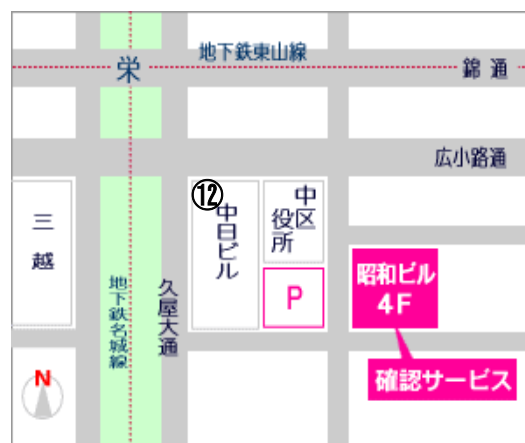 地下鉄東山線
栄
錦通
広小路通
⑫
中日ビル
中区
役所
三越
P
昭和ビル
4F
地下鉄名城線
久屋大通
確認サービス
N